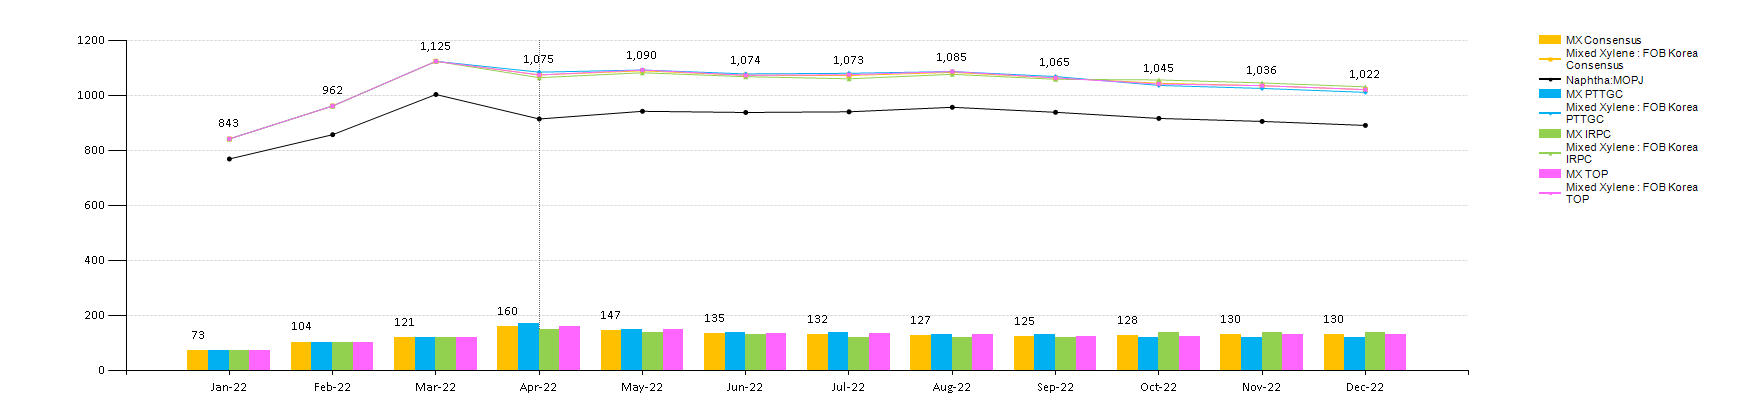 1200
1000
800
600
400
200
0
843
962
1,125
1,075
1,090
1,074
1,073
1,085
1,065
1,045
1,036
1,022
73
104
121
160
147
135
132
127
125
128
130
130
Jan-22
Feb-22
Mar-22
Apr-22
May-22
Jun-22
Jul-22
Aug-22
Sep-22
Oct-22
Nov-22
Dec-22
MX Consensus
Mixed Xylene : FOB Korea
Consensus
Naphtha:MOPJ
MX PTTGC
Mixed Xylene : FOB Korea
PTTGC
MX IRPC
Mixed Xylene : FOB Korea
IRPC
MX TOP
Mixed Xylene : FOB Korea
TOP